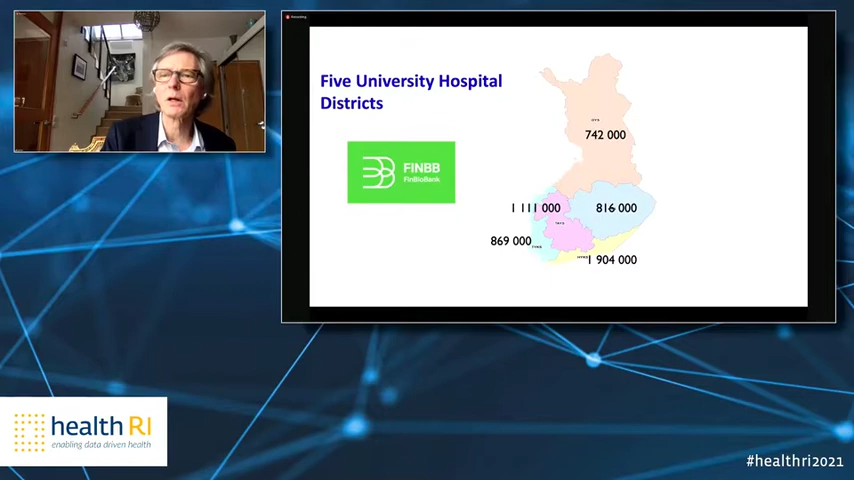 Recording
Five University Hospital
Districts
FINBB
FinBioBank
742 000
1 111 000
816 000
869 000
1 904 000
health RI
enabling data driven health
#healthri2021